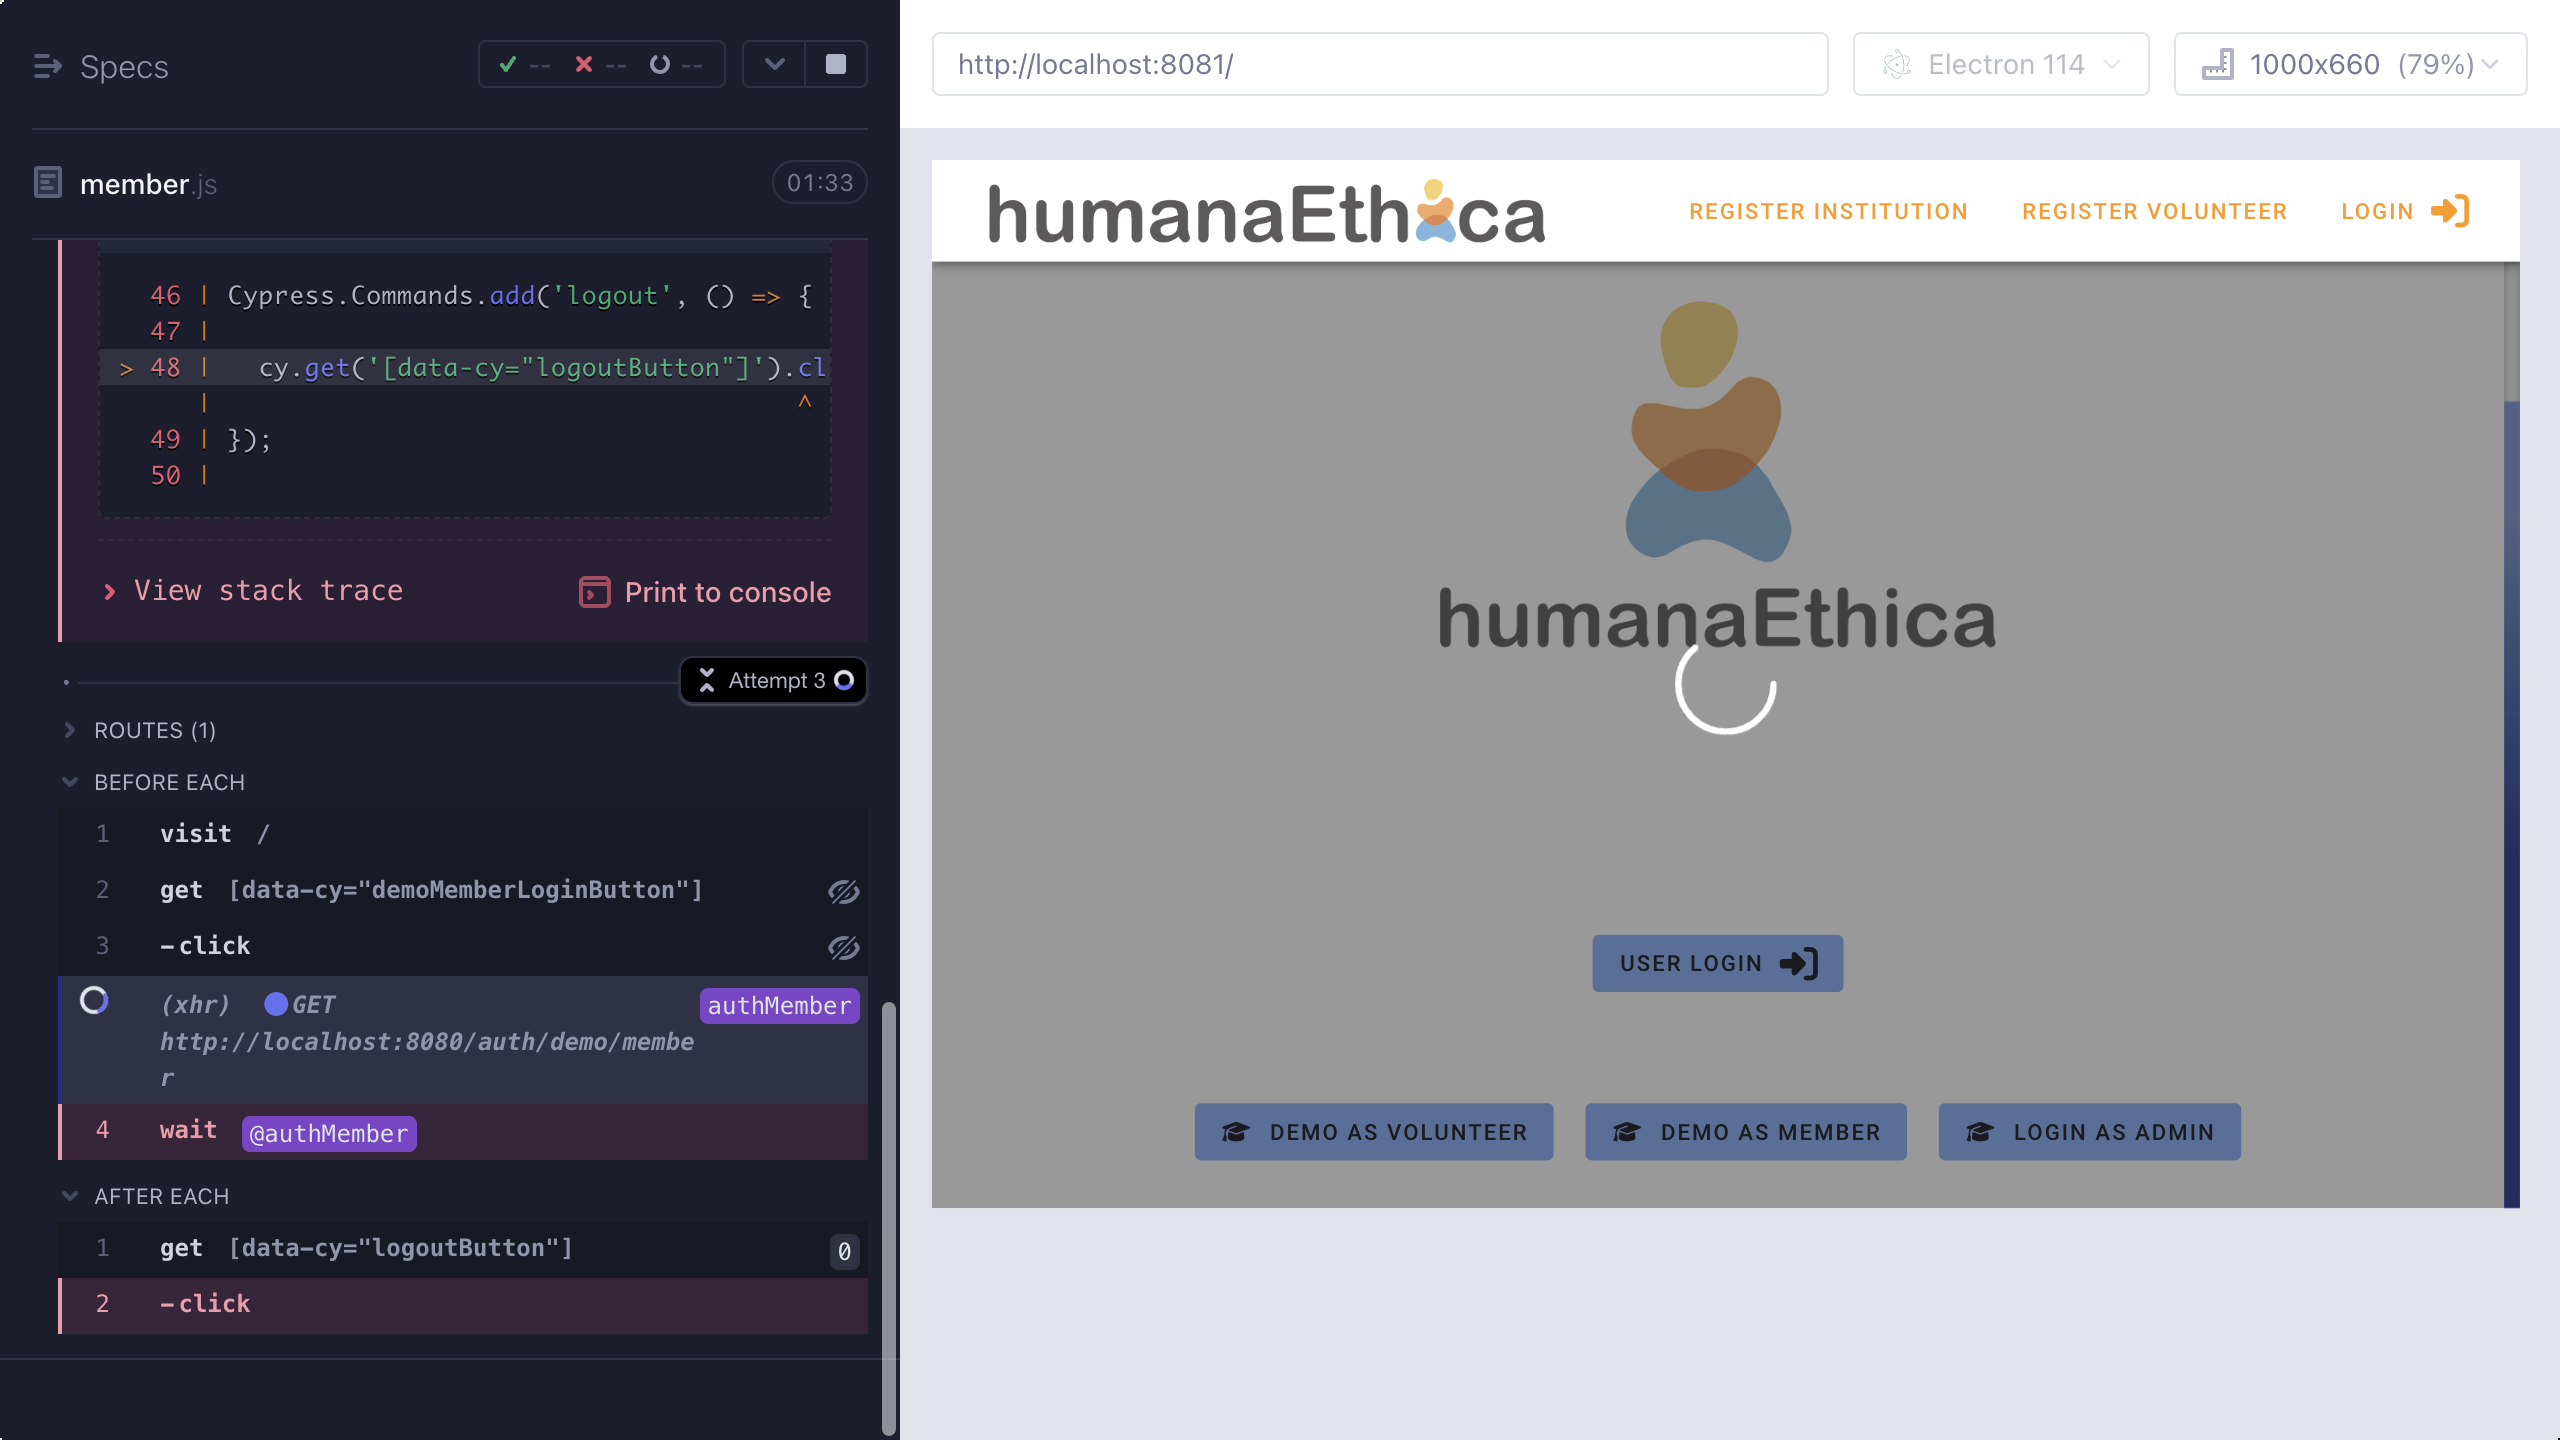 Specs
-- -- --
member.js
01:33
46 | Cypress.Commands.add('logout', () => {
47 |
> 48 | cy.get('[data-cy="logoutButton"]').cl
| ^
49 | });
50 |
View stack trace
Print to console
Attempt 3
ROUTES (1)
BEFORE EACH
1 visit /
2 get [data-cy="demoMemberLoginButton"]
3 -click
(xhr) GET authMember
http://localhost:8080/auth/demo/membe
r
4 wait @authMember
AFTER EACH
1 get [data-cy="logoutButton"] 0
2 -click
http://localhost:8081/
Electron 114
1000x660 (79%)
humanaEthica
REGISTER INSTITUTION
REGISTER VOLUNTEER
LOGIN
humanaEthica
USER LOGIN
DEMO AS VOLUNTEER
DEMO AS MEMBER
LOGIN AS ADMIN